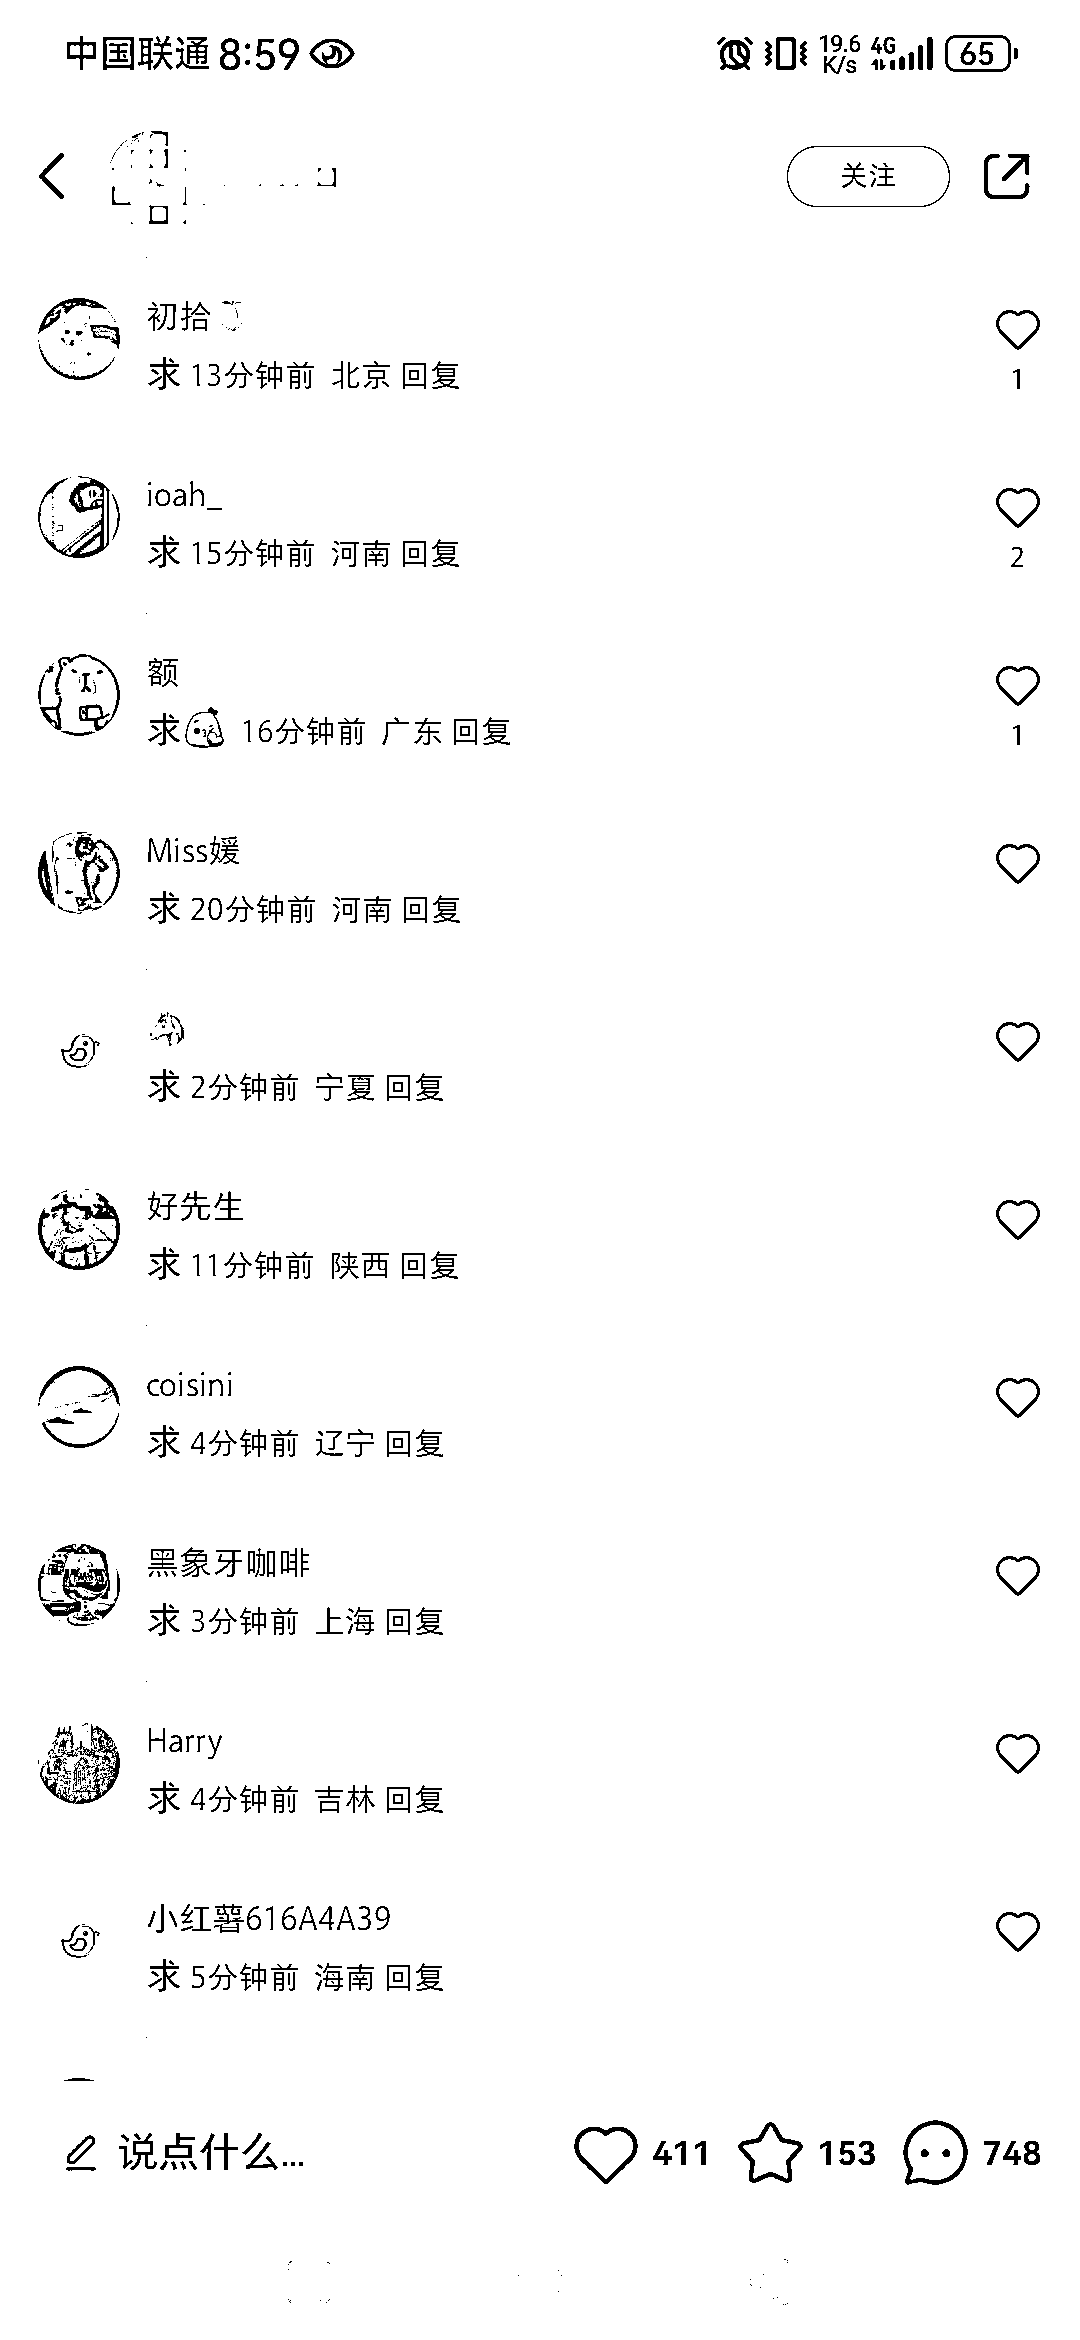 中国联通 8:59 19.6 K/s 4G 65
关注
初拾
求 13分钟前 北京 回复
1
ioah_
求 15分钟前 河南 回复
2
额
求 16分钟前 广东 回复
1
Miss媛
求 20分钟前 河南 回复
求 2分钟前 宁夏 回复
好先生
求 11分钟前 陕西 回复
coisini
求 4分钟前 辽宁 回复
黑象牙咖啡
求 3分钟前 上海 回复
Harry
求 4分钟前 吉林 回复
小红薯616A4A39
求 5分钟前 海南 回复
说点什么... 411 153 748